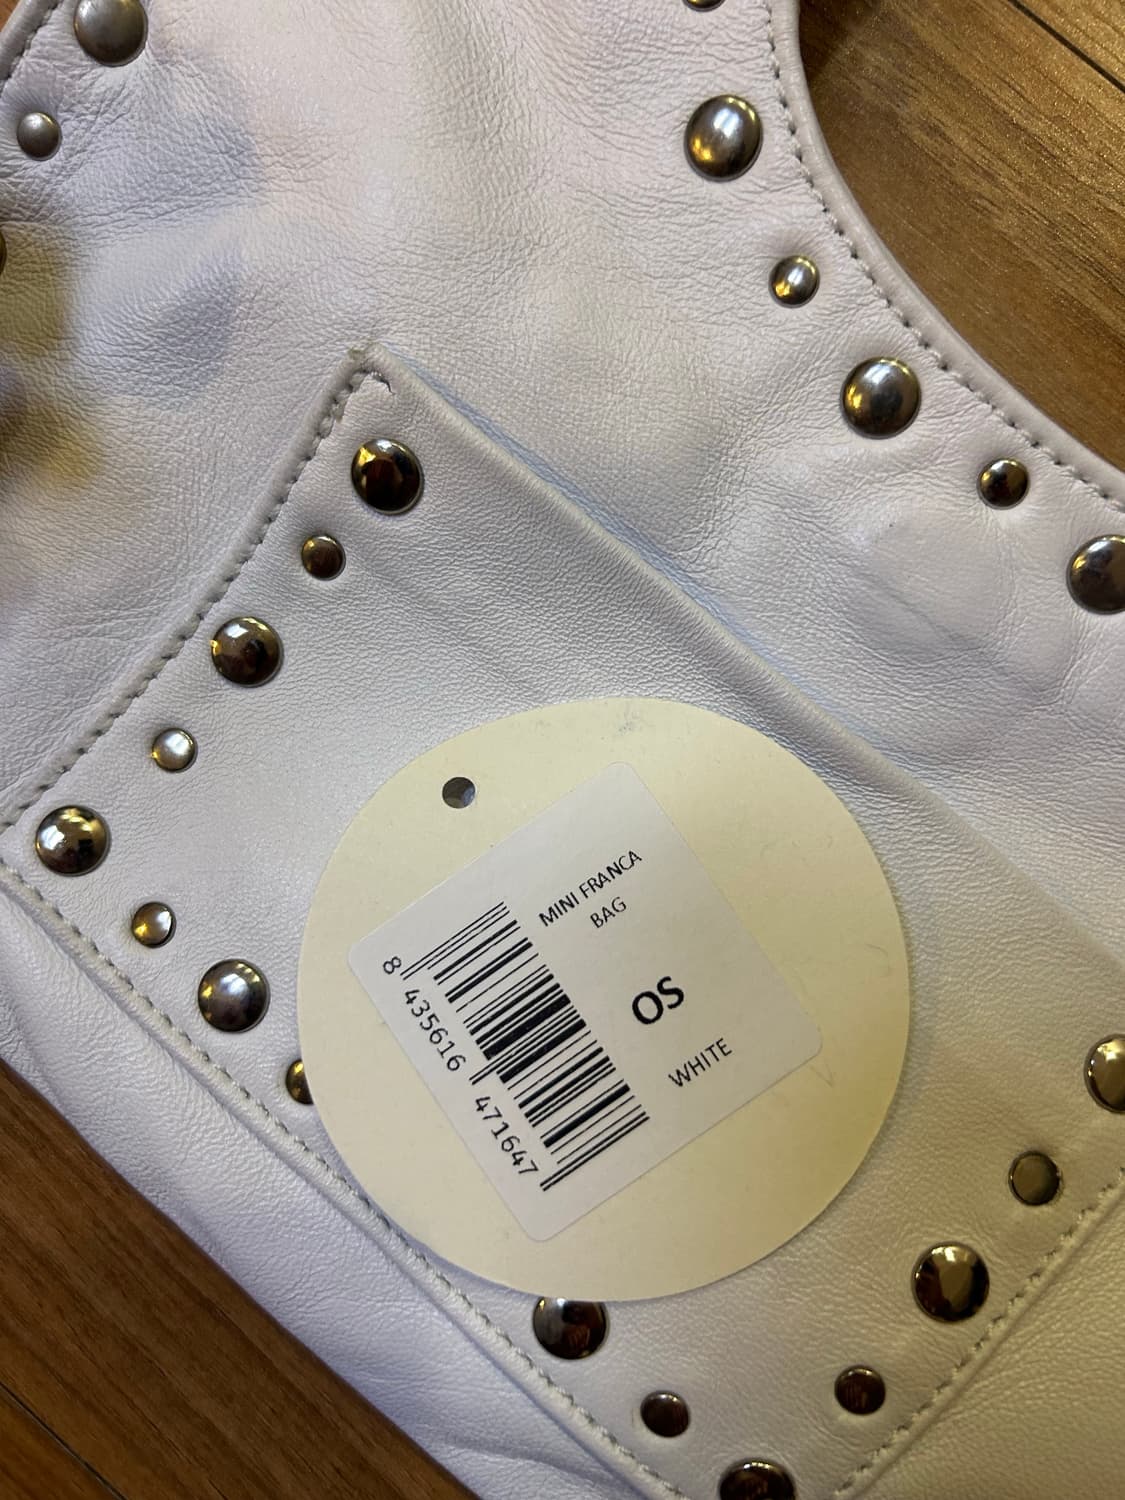 MINI FRANCA
BAG
OS
WHITE
8 435616 471647